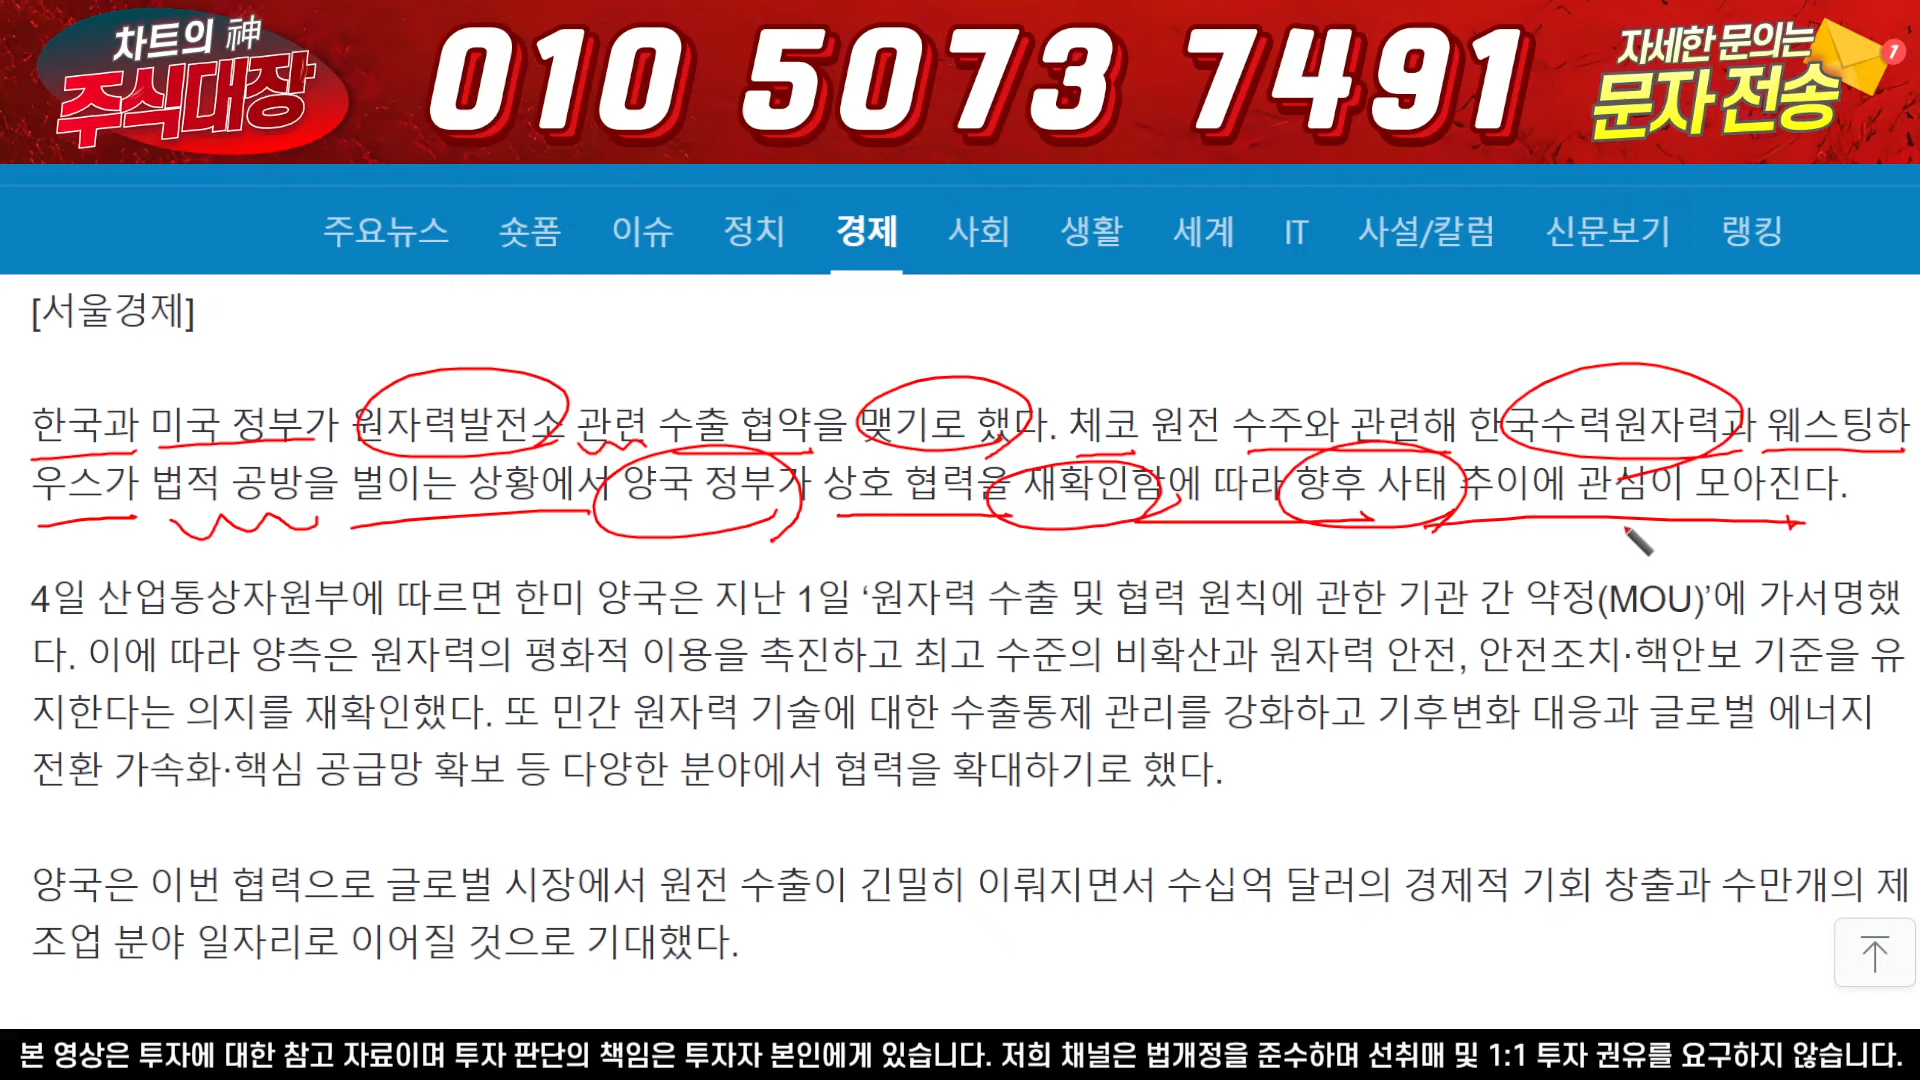 차트의 神
주식대장
010 5073 7491
자세한 문의는
문자전송
1
주요뉴스 숏폼 이슈 정치 경제 사회 생활 세계 IT 사설/칼럼 신문보기 랭킹
[서울경제]
한국과 미국 정부가 원자력발전소 관련 수출 협약을 맺기로 했다. 체코 원전 수주와 관련해 한국수력원자력과 웨스팅하
우스가 법적 공방을 벌이는 상황에서 양국 정부가 상호 협력을 재확인함에 따라 향후 사태 추이에 관심이 모아진다.
4일 산업통상자원부에 따르면 한미 양국은 지난 1일 ‘원자력 수출 및 협력 원칙에 관한 기관 간 약정(MOU)’에 가서명했
다. 이에 따라 양측은 원자력의 평화적 이용을 촉진하고 최고 수준의 비확산과 원자력 안전, 안전조치·핵안보 기준을 유
지한다는 의지를 재확인했다. 또 민간 원자력 기술에 대한 수출통제 관리를 강화하고 기후변화 대응과 글로벌 에너지
전환 가속화·핵심 공급망 확보 등 다양한 분야에서 협력을 확대하기로 했다.
양국은 이번 협력으로 글로벌 시장에서 원전 수출이 긴밀히 이뤄지면서 수십억 달러의 경제적 기회 창출과 수만개의 제
조업 분야 일자리로 이어질 것으로 기대했다.
본 영상은 투자에 대한 참고 자료이며 투자 판단의 책임은 투자자 본인에게 있습니다. 저희 채널은 법개정을 준수하며 선취매 및 1:1 투자 권유를 요구하지 않습니다.